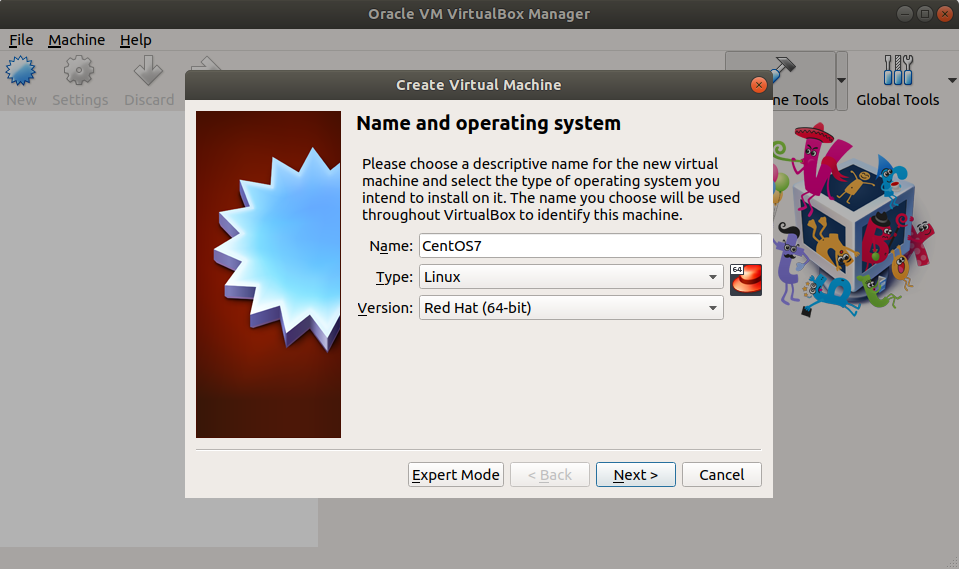 Oracle VM VirtualBox Manager
File Machine Help
New Settings Discard
ne Tools Global Tools
Create Virtual Machine
Name and operating system
Please choose a descriptive name for the new virtual
machine and select the type of operating system you
intend to install on it. The name you choose will be used
throughout VirtualBox to identify this machine.
Name: CentOS7
Type: Linux
64
Version: Red Hat (64-bit)
Expert Mode < Back Next > Cancel